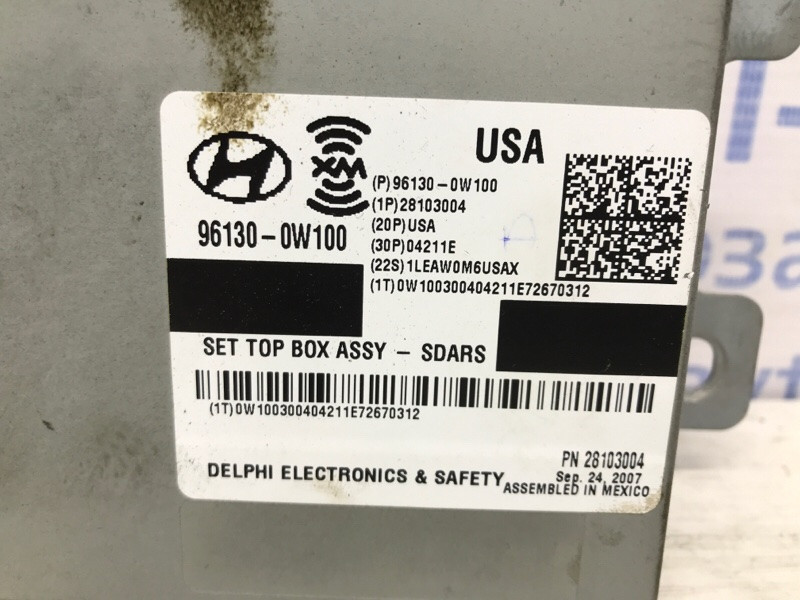 USA
XM
(P)96130-0W100
(1P)28103004
(20P)USA
(30P)04211E
(22S)1LEAW0M6USAX
(1T)0W100300404211E72670312
96130-0W100
SET TOP BOX ASSY - SDARS
(1T)0W100300404211E72670312
PN 28103004
DELPHI ELECTRONICS & SAFETY
Sep. 24, 2007
ASSEMBLED IN MEXICO